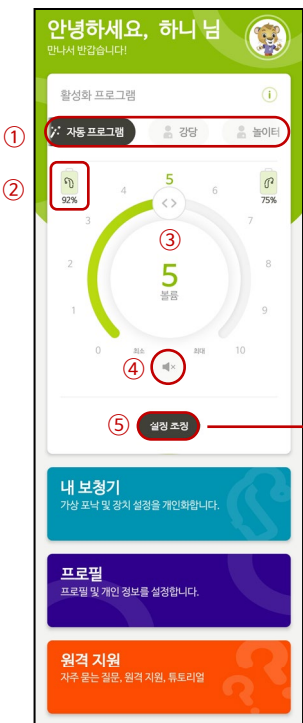 안녕하세요, 하니 님
만나서 반갑습니다!
활성화 프로그램
i
① 자동 프로그램 강당 놀이터
②
92%
75%
5
4 6
3 7
③
2 8
5
볼륨
1 9
0 최소 최대 10
④
⑤ 설정 조정
내 보청기
가상 포낙 및 장치 설정을 개인화합니다.
프로필
프로필 및 개인 정보를 설정합니다.
원격 지원
자주 묻는 질문, 원격 지원, 튜토리얼